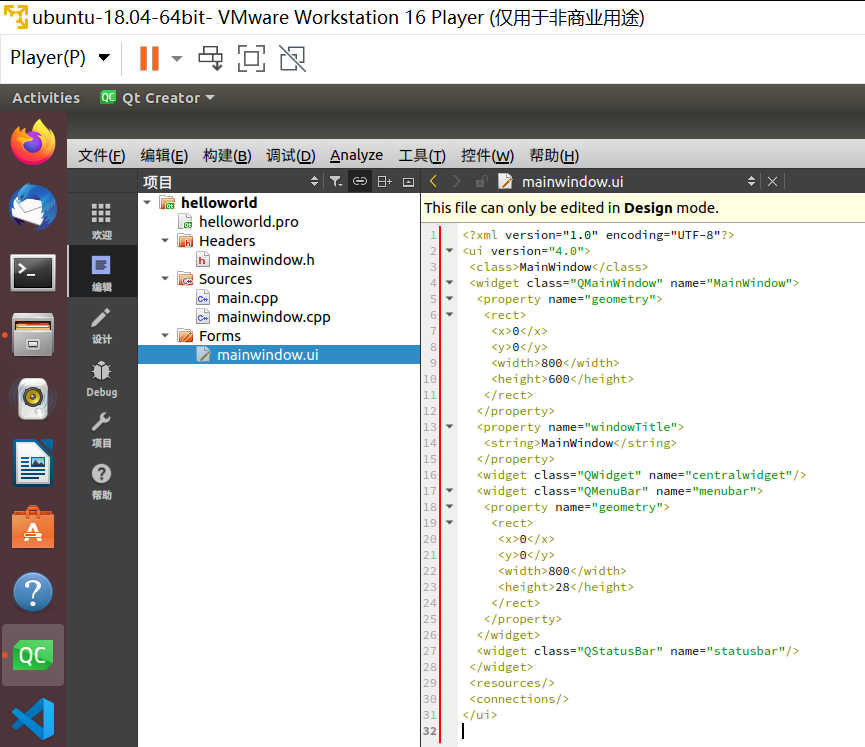 ubuntu-18.04-64bit- VMware Workstation 16 Player (仅用于非商业用途)
Player(P)
Activities
QC Qt Creator
文件(F) 编辑(E) 构建(B) 调试(D) Analyze 工具(T) 控件(W) 帮助(H)
项目
mainwindow.ui
欢迎
编辑
设计
Debug
项目
帮助
QC
helloworld
helloworld.pro
Headers
mainwindow.h
Sources
main.cpp
mainwindow.cpp
Forms
mainwindow.ui
This file can only be edited in Design mode.
1 <?xml version="1.0" encoding="UTF-8"?>
2 <ui version="4.0">
3 <class>MainWindow</class>
4 <widget class="QMainWindow" name="MainWindow">
5 <property name="geometry">
6 <rect>
7 <x>0</x>
8 <y>0</y>
9 <width>800</width>
10 <height>600</height>
11 </rect>
12 </property>
13 <property name="windowTitle">
14 <string>MainWindow</string>
15 </property>
16 <widget class="QWidget" name="centralwidget"/>
17 <widget class="QMenuBar" name="menubar">
18 <property name="geometry">
19 <rect>
20 <x>0</x>
21 <y>0</y>
22 <width>800</width>
23 <height>28</height>
24 </rect>
25 </property>
26 </widget>
27 <widget class="QStatusBar" name="statusbar"/>
28 </widget>
29 <resources/>
30 <connections/>
31 </ui>
32